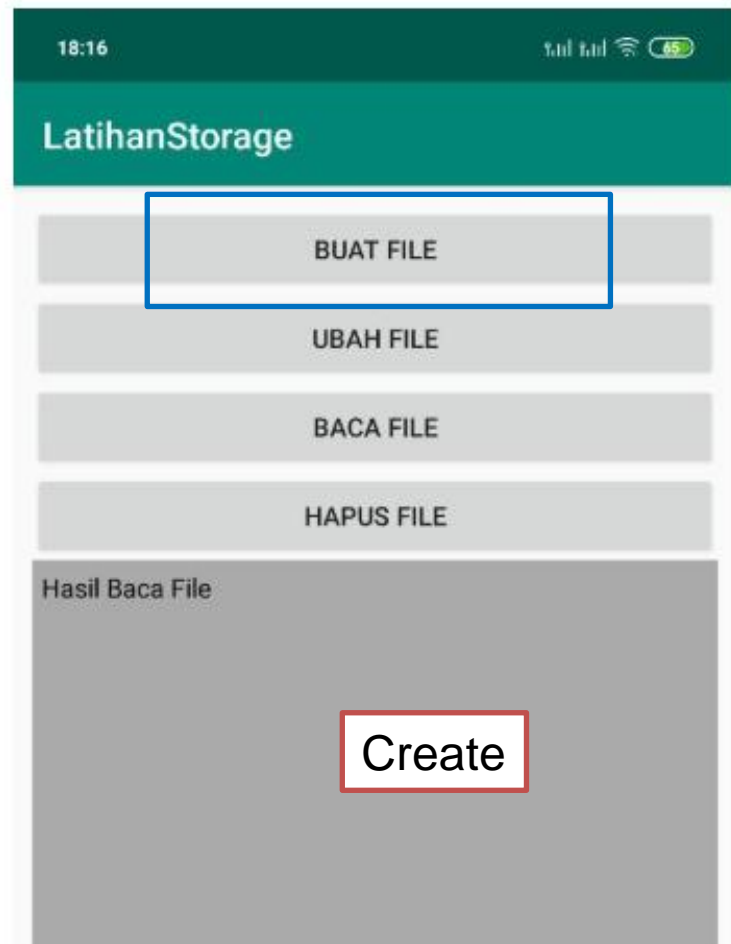 18:16
65
LatihanStorage
BUAT FILE
UBAH FILE
BACA FILE
HAPUS FILE
Hasil Baca File
Create